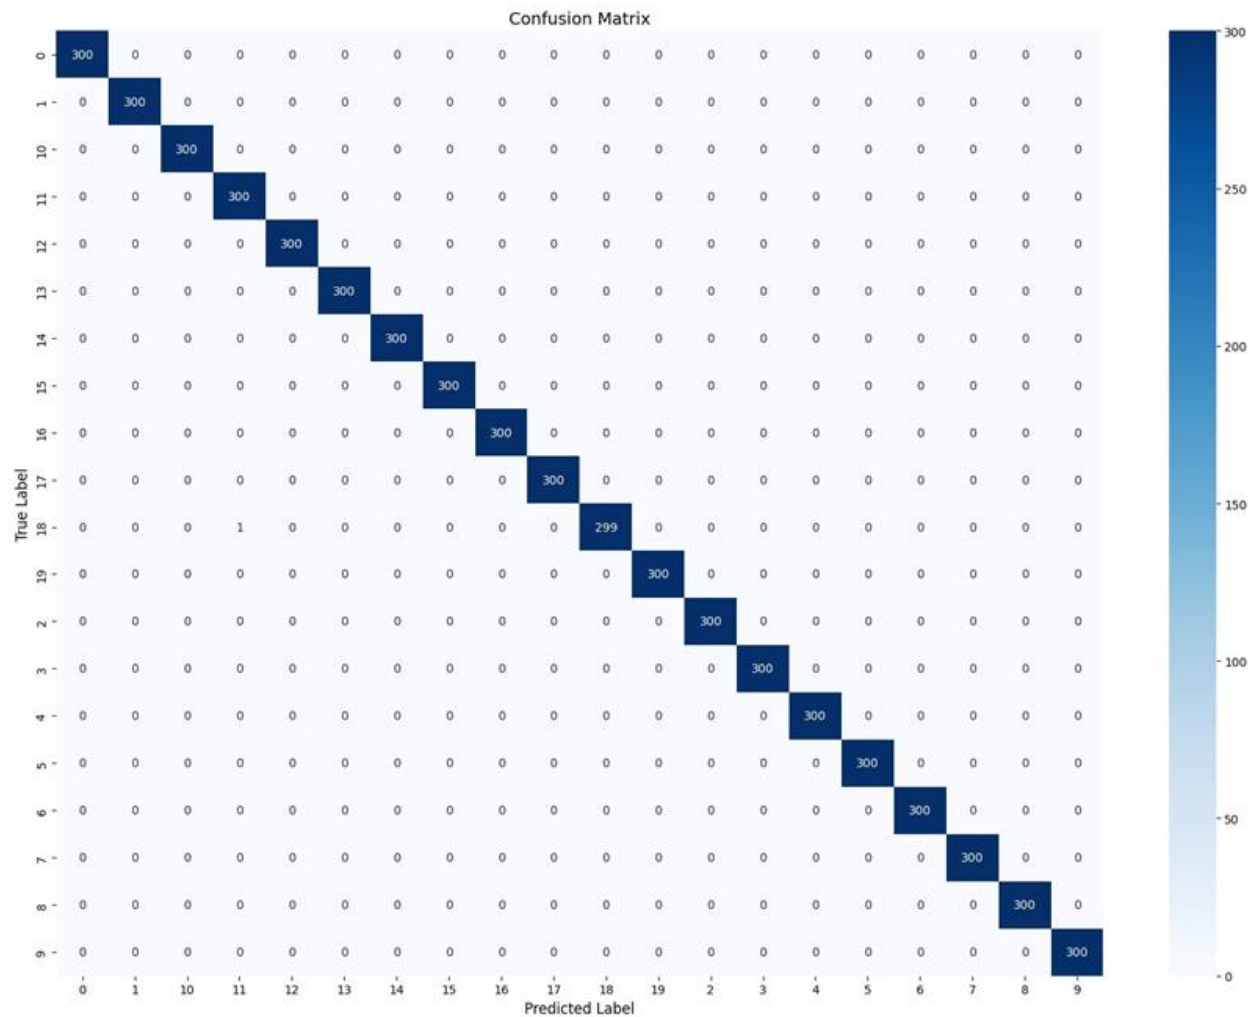 Confusion Matrix
0 300 0 0 0 0 0 0 0 0 0 0 0 0 0 0 0 0 0 0 0
1 0 300 0 0 0 0 0 0 0 0 0 0 0 0 0 0 0 0 0 0
10 0 0 300 0 0 0 0 0 0 0 0 0 0 0 0 0 0 0 0 0
11 0 0 0 300 0 0 0 0 0 0 0 0 0 0 0 0 0 0 0 0
12 0 0 0 0 300 0 0 0 0 0 0 0 0 0 0 0 0 0 0 0
13 0 0 0 0 0 300 0 0 0 0 0 0 0 0 0 0 0 0 0 0
14 0 0 0 0 0 0 300 0 0 0 0 0 0 0 0 0 0 0 0 0
15 0 0 0 0 0 0 0 300 0 0 0 0 0 0 0 0 0 0 0 0
16 0 0 0 0 0 0 0 0 300 0 0 0 0 0 0 0 0 0 0 0
17 0 0 0 0 0 0 0 0 0 300 0 0 0 0 0 0 0 0 0 0
18 0 0 0 1 0 0 0 0 0 0 299 0 0 0 0 0 0 0 0 0
19 0 0 0 0 0 0 0 0 0 0 0 300 0 0 0 0 0 0 0 0
2 0 0 0 0 0 0 0 0 0 0 0 0 300 0 0 0 0 0 0 0
3 0 0 0 0 0 0 0 0 0 0 0 0 0 300 0 0 0 0 0 0
4 0 0 0 0 0 0 0 0 0 0 0 0 0 0 300 0 0 0 0 0
5 0 0 0 0 0 0 0 0 0 0 0 0 0 0 0 300 0 0 0 0
6 0 0 0 0 0 0 0 0 0 0 0 0 0 0 0 0 300 0 0 0
7 0 0 0 0 0 0 0 0 0 0 0 0 0 0 0 0 0 300 0 0
8 0 0 0 0 0 0 0 0 0 0 0 0 0 0 0 0 0 0 300 0
9 0 0 0 0 0 0 0 0 0 0 0 0 0 0 0 0 0 0 0 300
0 1 10 11 12 13 14 15 16 17 18 19 2 3 4 5 6 7 8 9
Predicted Label
True Label
300
250
200
150
100
50
0